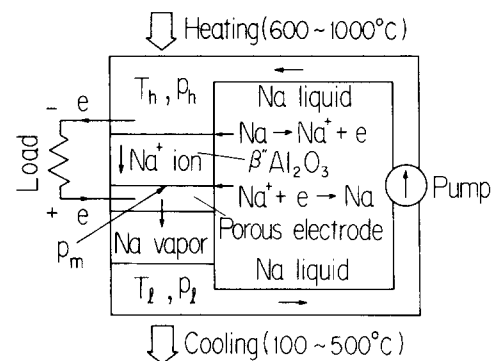 Heating (600~1000°C)
T_h, p_h
Na liquid
− e
Na → Na⁺ + e
Na⁺ ion
β"Al₂O₃
Load
Na⁺ + e → Na
Pump
+ e
Porous electrode
p_m
Na vapor
Na liquid
T_ℓ, p_ℓ
Cooling (100~500°C)